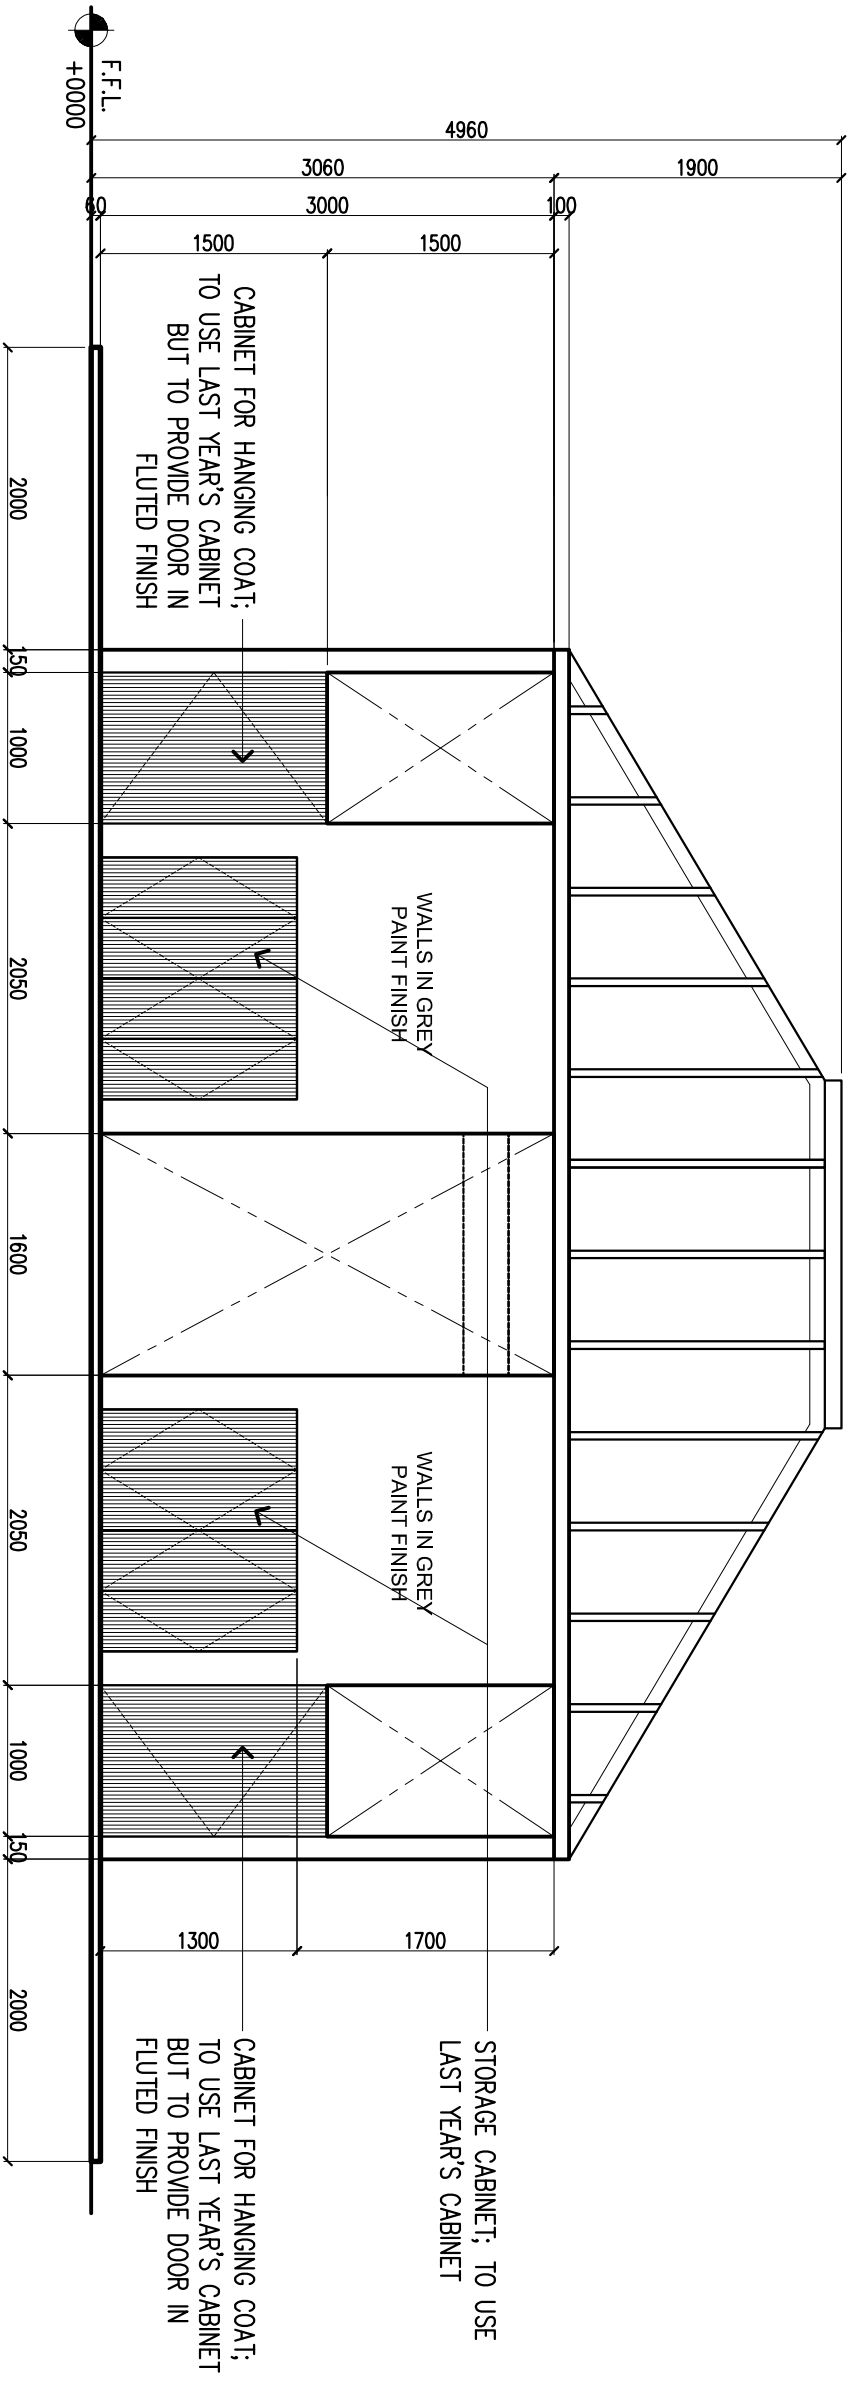 4960
1900
3060
100
3000
60
1500
1500
F.F.L.
+0000
CABINET FOR HANGING COAT;
TO USE LAST YEAR'S CABINET
BUT TO PROVIDE DOOR IN
FLUTED FINISH
WALLS IN GREY
PAINT FINISH
WALLS IN GREY
PAINT FINISH
1700
1300
STORAGE CABINET; TO USE
LAST YEAR'S CABINET
CABINET FOR HANGING COAT;
TO USE LAST YEAR'S CABINET
BUT TO PROVIDE DOOR IN
FLUTED FINISH
2000
150
1000
2050
1600
2050
1000
150
2000